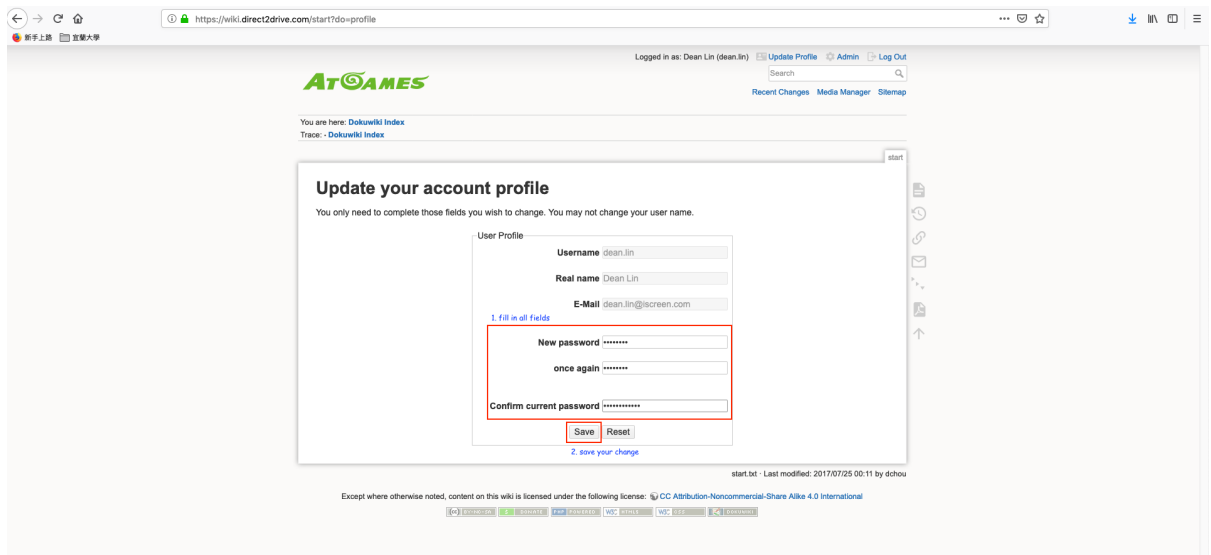 https://wiki.direct2drive.com/start?do=profile
新手上路 宜蘭大學
Logged in as: Dean Lin (dean.lin) Update Profile Admin Log Out
ATGAMES
Search
Recent Changes Media Manager Sitemap
You are here: Dokuwiki Index
Trace: • Dokuwiki Index
start
Update your account profile
You only need to complete those fields you wish to change. You may not change your user name.
User Profile
Username dean.lin
Real name Dean Lin
E-Mail dean.lin@iscreen.com
1. fill in all fields
New password ••••••••
once again ••••••••
Confirm current password ••••••••••••
Save Reset
2. save your change
start.txt · Last modified: 2017/07/25 00:11 by dchou
Except where otherwise noted, content on this wiki is licensed under the following license: CC Attribution-Noncommercial-Share Alike 4.0 International